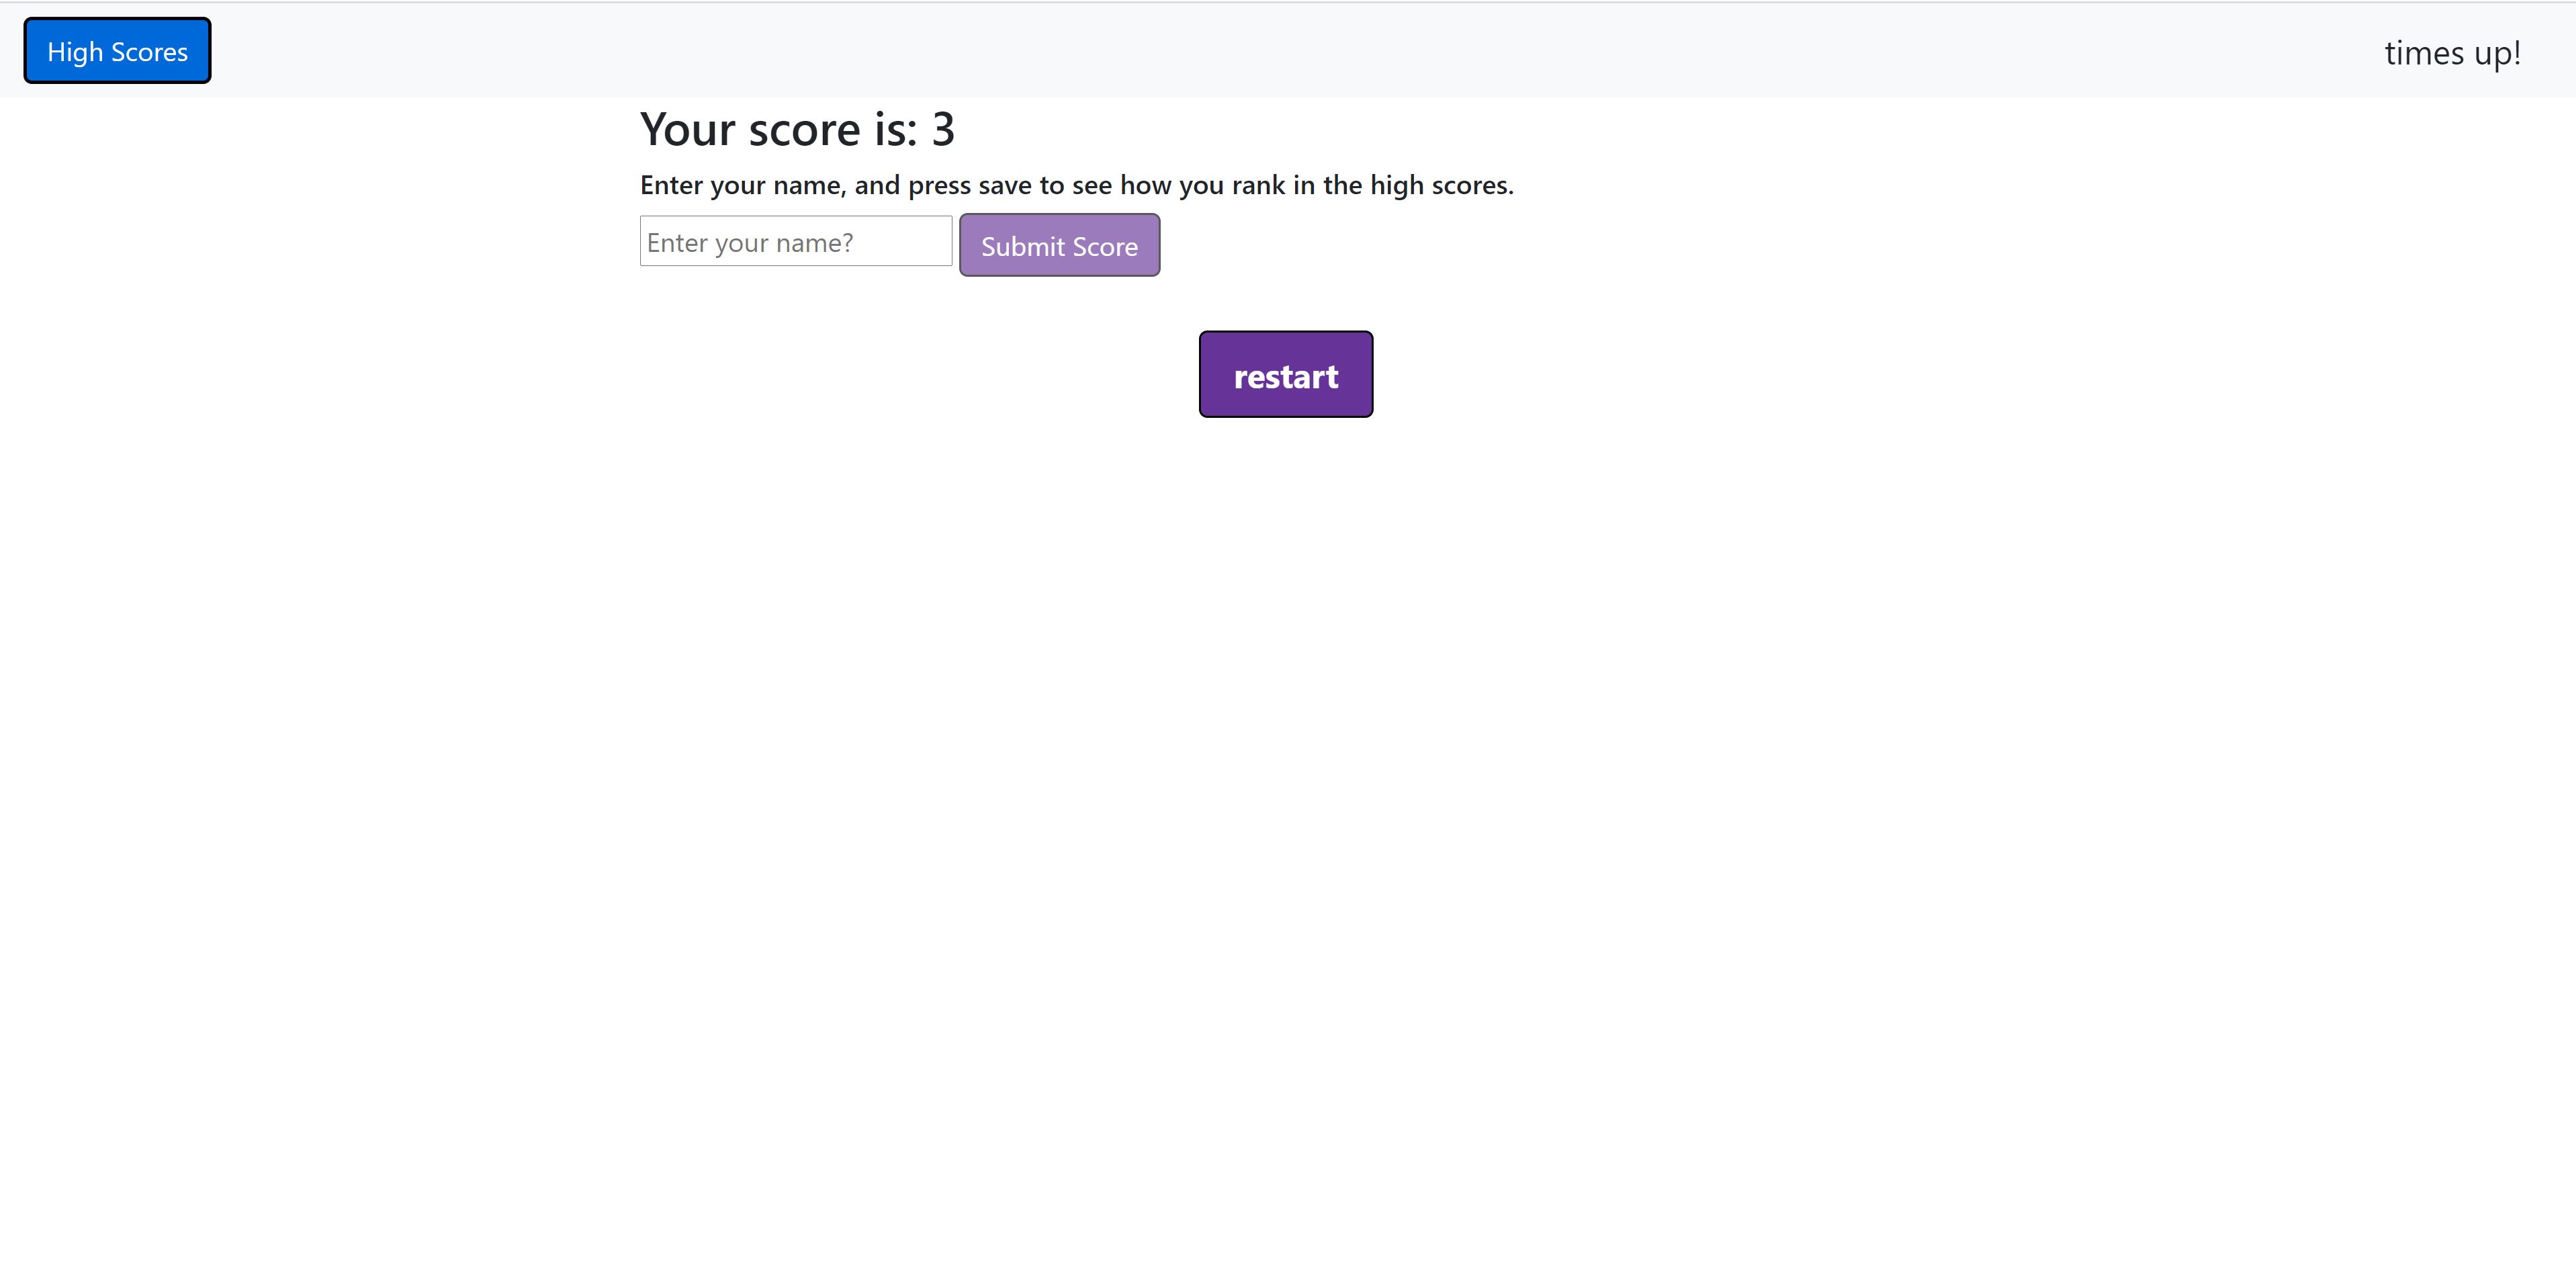 High Scores
times up!
Your score is: 3
Enter your name, and press save to see how you rank in the high scores.
Enter your name?
Submit Score
restart